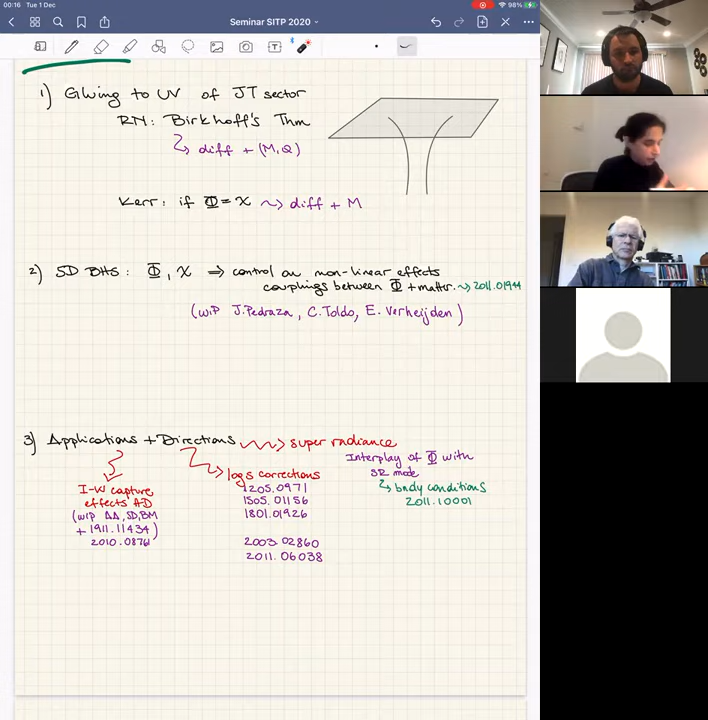 00:16 Tue 1 Dec
98%
Seminar SITP 2020
1) Gluing to UV of JT sector
RN: Birkhoff's Thm
↳ diff + (M,Q)
Kerr: if Φ=χ ⇝ diff + M
2) 5D BHs: Φ, χ ⇒ control on non-linear effects
couplings between Φ + matter. ⇝ 2011.01944
(WiP J.Pedraza, C.Toldo, E.Verheijden)
3) Applications + Directions ⇝ super radiance
Interplay of Φ with
SR mode
↳ bndy conditions
2011.10001
logs corrections
1205.0971
1505.01156
1801.01926
2003.02860
2011.06038
I-W capture
effects 4D
(WiP AA, SD, BM
+ 1911.11434)
2010.08761